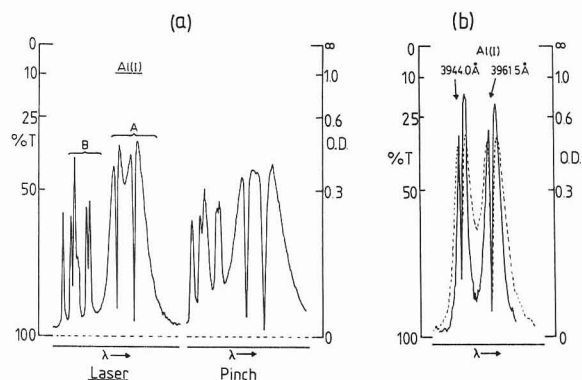 (a)
0
10
25
%T
50
100
Al(I)
A
B
∞
1.0
0.6
O.D.
0.3
0
λ→
λ→
Laser
Pinch
(b)
0
10
25
%T
50
100
Al(I)
3944.0Å
3961.5Å
∞
1.0
0.6
O.D.
0.3
0
λ→